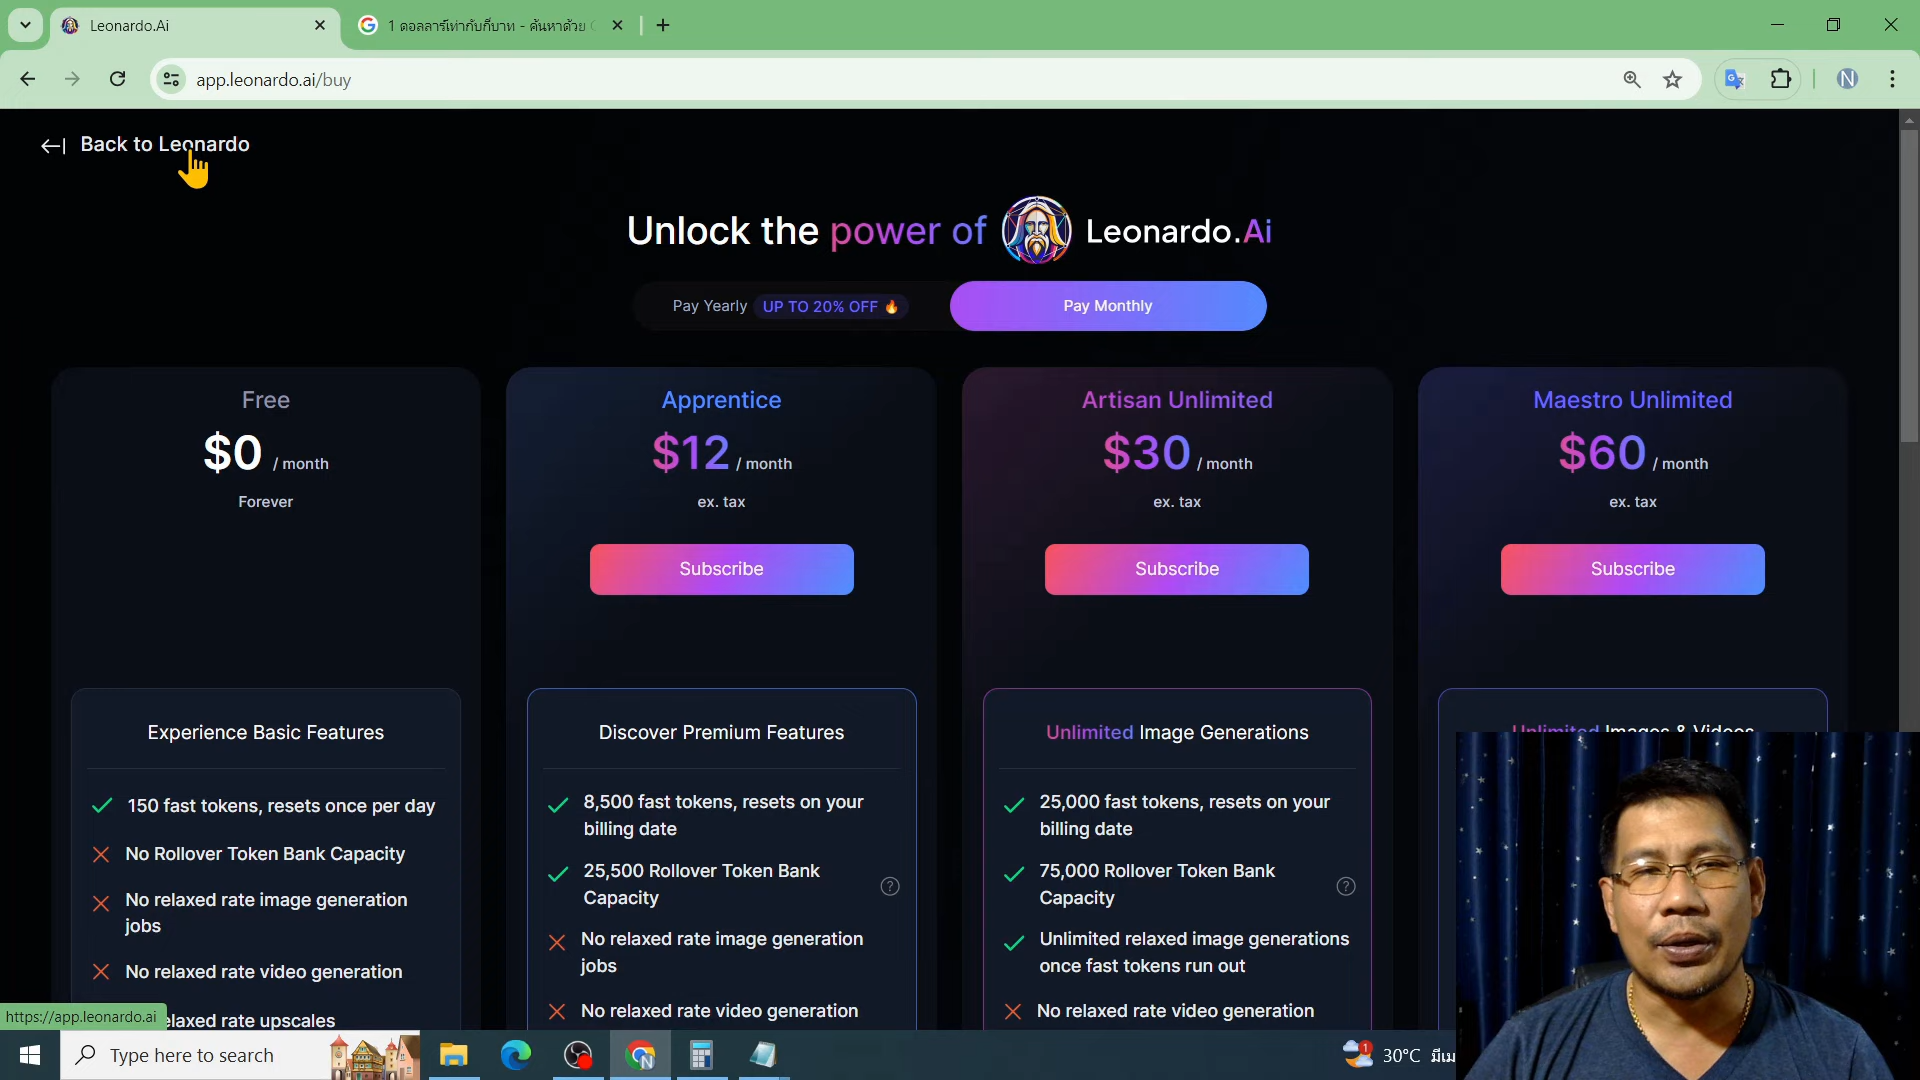 Leonardo.Ai
1 ดอลลาร์เท่ากับกี่บาท - ค้นหาด้วย
app.leonardo.ai/buy
N
Back to Leonardo
Unlock the power of Leonardo.Ai
Pay Yearly UP TO 20% OFF 🔥
Pay Monthly
Free
$0 / month
Forever
Experience Basic Features
150 fast tokens, resets once per day
No Rollover Token Bank Capacity
No relaxed rate image generation
jobs
No relaxed rate video generation
elaxed rate upscales
Apprentice
$12 / month
ex. tax
Subscribe
Discover Premium Features
8,500 fast tokens, resets on your
billing date
25,500 Rollover Token Bank
Capacity
?
No relaxed rate image generation
jobs
No relaxed rate video generation
Artisan Unlimited
$30 / month
ex. tax
Subscribe
Unlimited Image Generations
25,000 fast tokens, resets on your
billing date
75,000 Rollover Token Bank
Capacity
?
Unlimited relaxed image generations
once fast tokens run out
No relaxed rate video generation
Maestro Unlimited
$60 / month
ex. tax
Subscribe
Unlimited Images & Videos
https://app.leonardo.ai
Type here to search
1
30°C